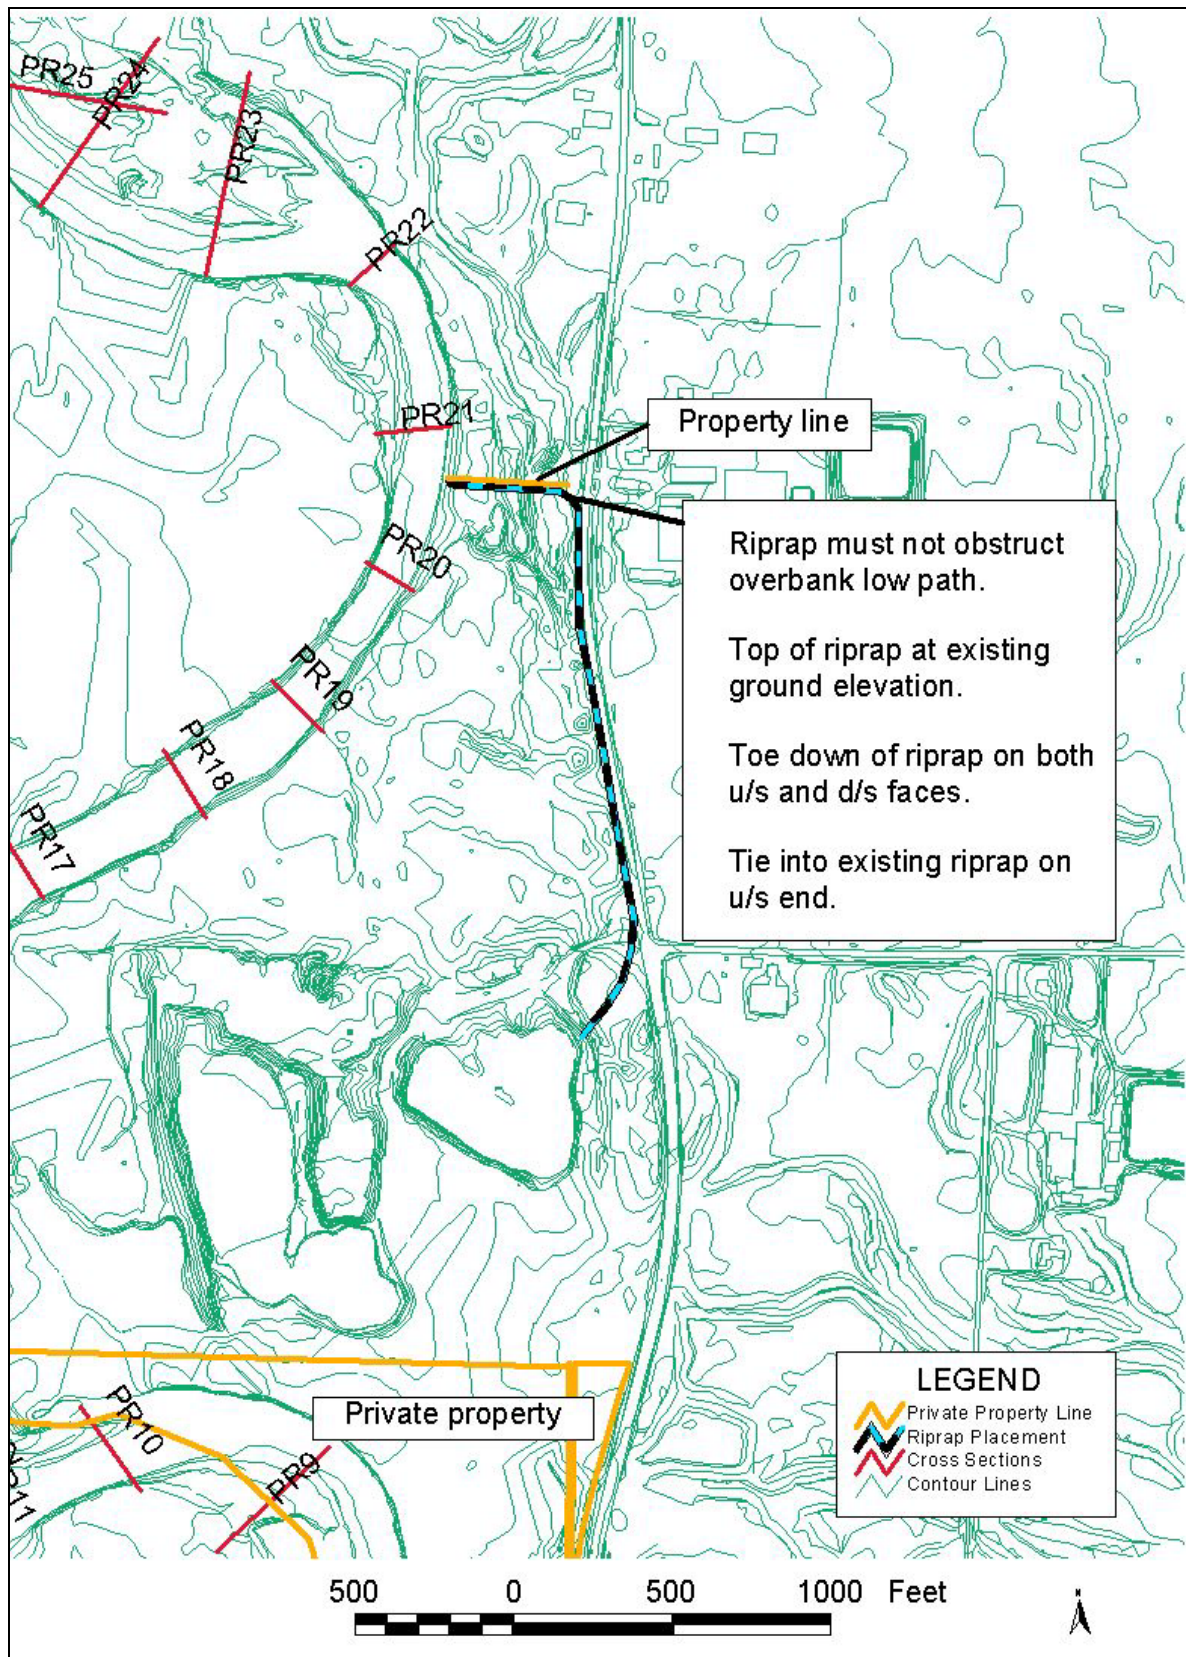 PR25
PR24
PR23
PR22
PR21
Property line
PR20
Riprap must not obstruct
overbank low path.
Top of riprap at existing
ground elevation.
Toe down of riprap on both
u/s and d/s faces.
Tie into existing riprap on
u/s end.
PR19
PR18
PR17
Private property
PR10
PR9
LEGEND
Private Property Line
Riprap Placement
Cross Sections
Contour Lines
500 0 500 1000 Feet
N